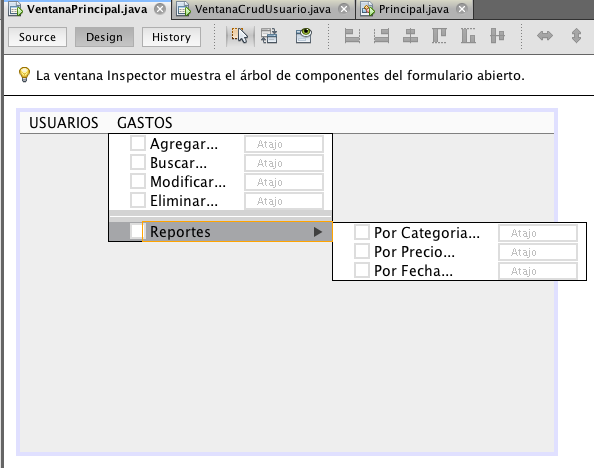 VentanaPrincipal.java VentanaCrudUsuario.java Principal.java
Source Design History
La ventana Inspector muestra el árbol de componentes del formulario abierto.
USUARIOS GASTOS
Agregar... Atajo
Buscar... Atajo
Modificar... Atajo
Eliminar... Atajo
Reportes
Por Categoria... Atajo
Por Precio... Atajo
Por Fecha... Atajo